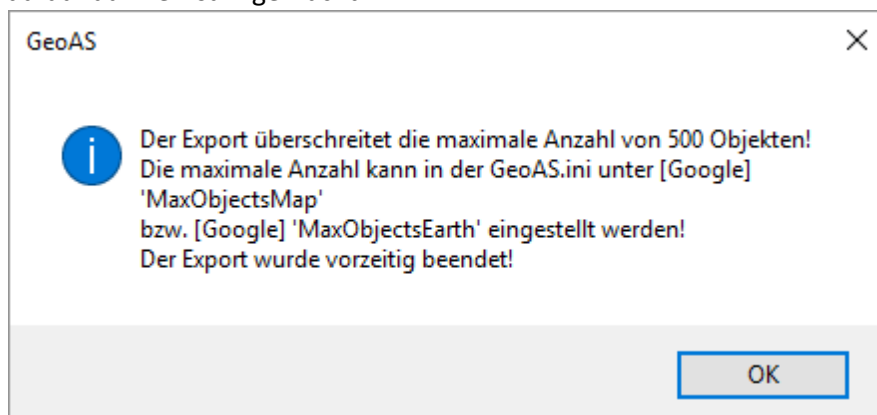 GeoAS
Der Export überschreitet die maximale Anzahl von 500 Objekten!
Die maximale Anzahl kann in der GeoAS.ini unter [Google]
'MaxObjectsMap'
bzw. [Google] 'MaxObjectsEarth' eingestellt werden!
Der Export wurde vorzeitig beendet!
OK